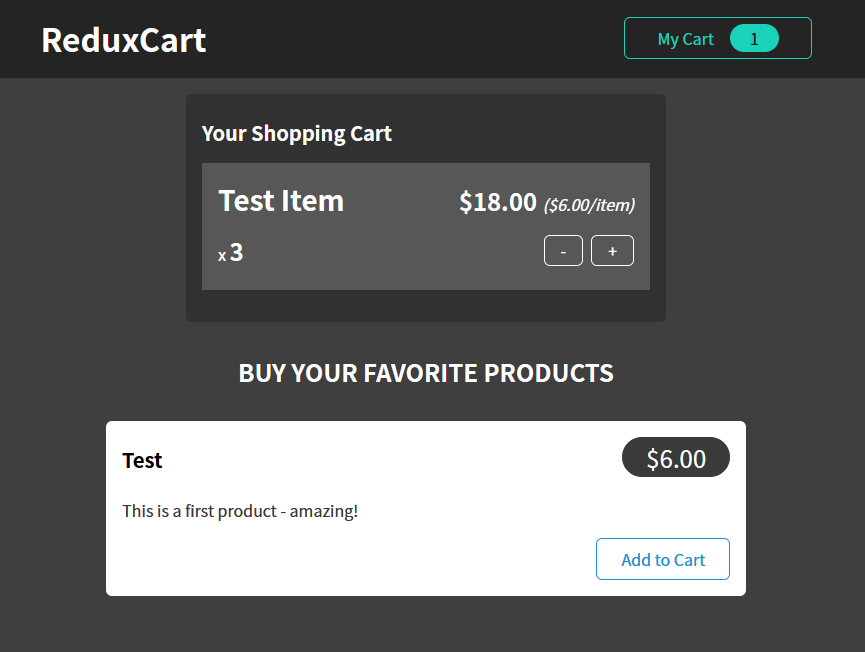 ReduxCart
My Cart 1
Your Shopping Cart
Test Item $18.00 ($6.00/item)
x 3 - +
BUY YOUR FAVORITE PRODUCTS
Test $6.00
This is a first product - amazing!
Add to Cart